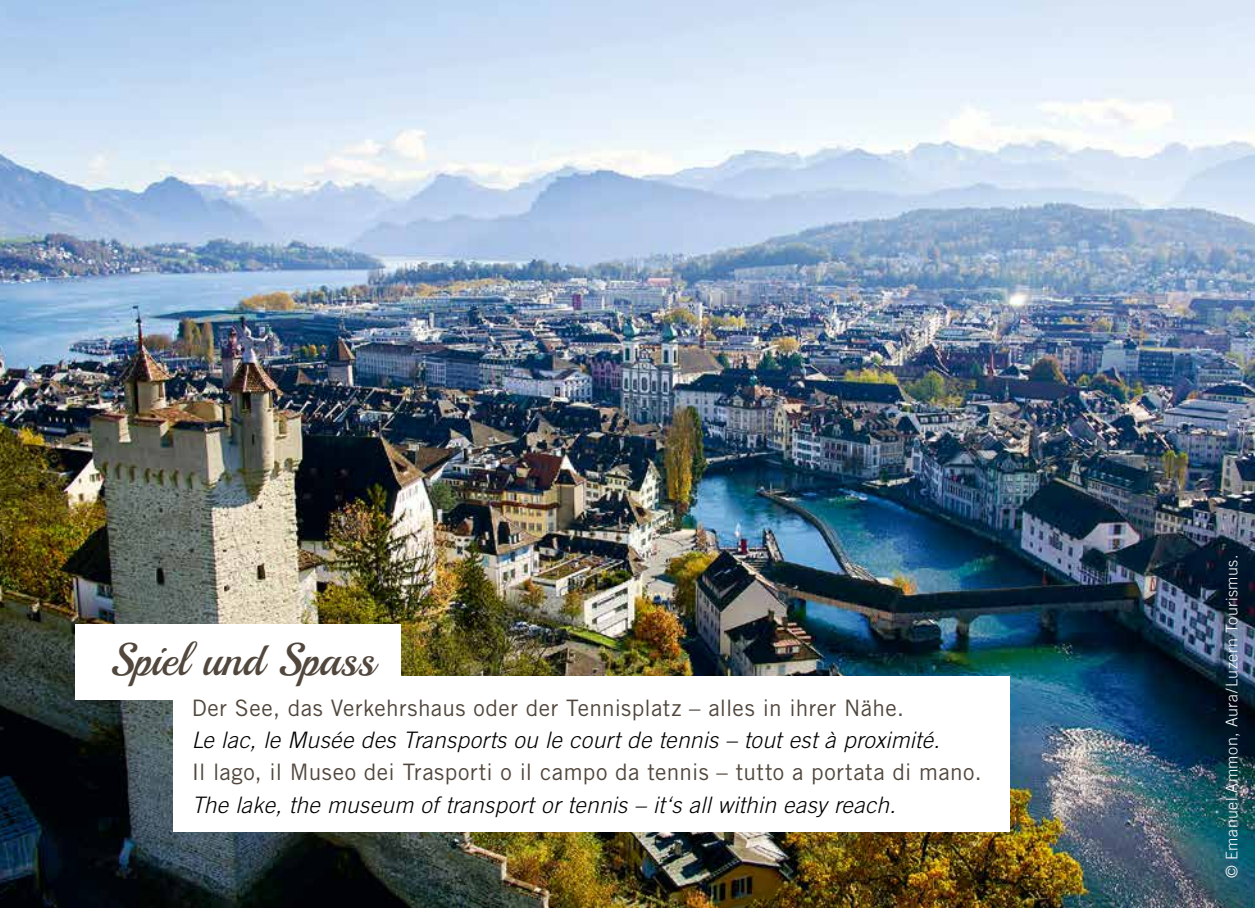 Spiel und Spass
Der See, das Verkehrshaus oder der Tennisplatz – alles in ihrer Nähe.
Le lac, le Musée des Transports ou le court de tennis – tout est à proximité.
Il lago, il Museo dei Trasporti o il campo da tennis – tutto a portata di mano.
The lake, the museum of transport or tennis – it‘s all within easy reach.
© Emanuel Ammon, Aura/Luzern Tourismus.